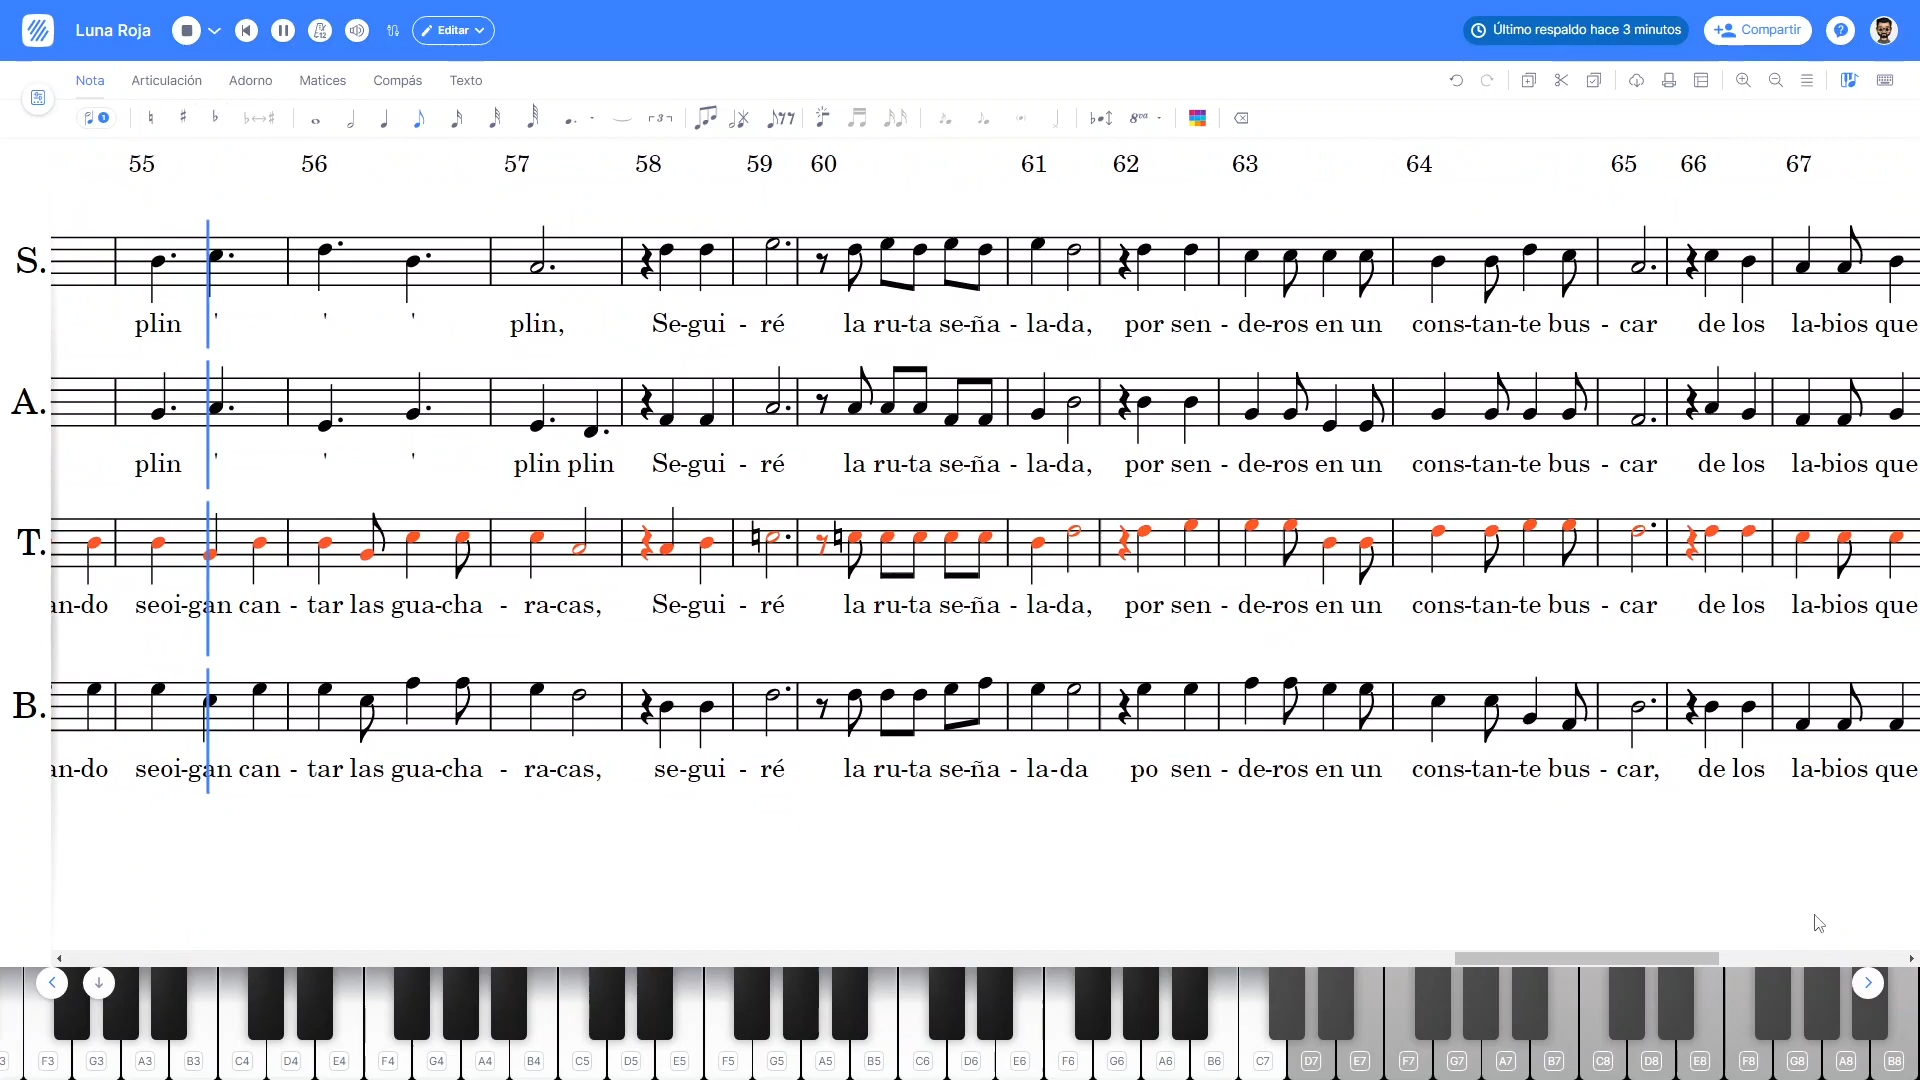 Luna Roja
Editar
Último respaldo hace 3 minutos
Compartir
Nota Articulación Adorno Matices Compás Texto
1 3 8va
55 56 57 58 59 60 61 62 63 64 65 66 67
S.
plin ' ' ' plin, Se-gui - ré la ru-ta se-ña - la-da, por sen - de-ros en un cons-tan-te bus - car de los la-bios que
A.
plin ' ' ' plin plin Se-gui - ré la ru-ta se-ña - la-da, por sen - de-ros en un cons-tan-te bus - car de los la-bios que
T.
an-do seoi-gan can - tar las gua-cha - ra-cas, Se-gui - ré la ru-ta se-ña - la-da, por sen - de-ros en un cons-tan-te bus - car de los la-bios que
B.
an-do seoi-gan can - tar las gua-cha - ra-cas, se-gui - ré la ru-ta se-ña - la-da po sen - de-ros en un cons-tan-te bus - car, de los la-bios que
3 F3 G3 A3 B3 C4 D4 E4 F4 G4 A4 B4 C5 D5 E5 F5 G5 A5 B5 C6 D6 E6 F6 G6 A6 B6 C7 D7 E7 F7 G7 A7 B7 C8 D8 E8 F8 G8 A8 B8